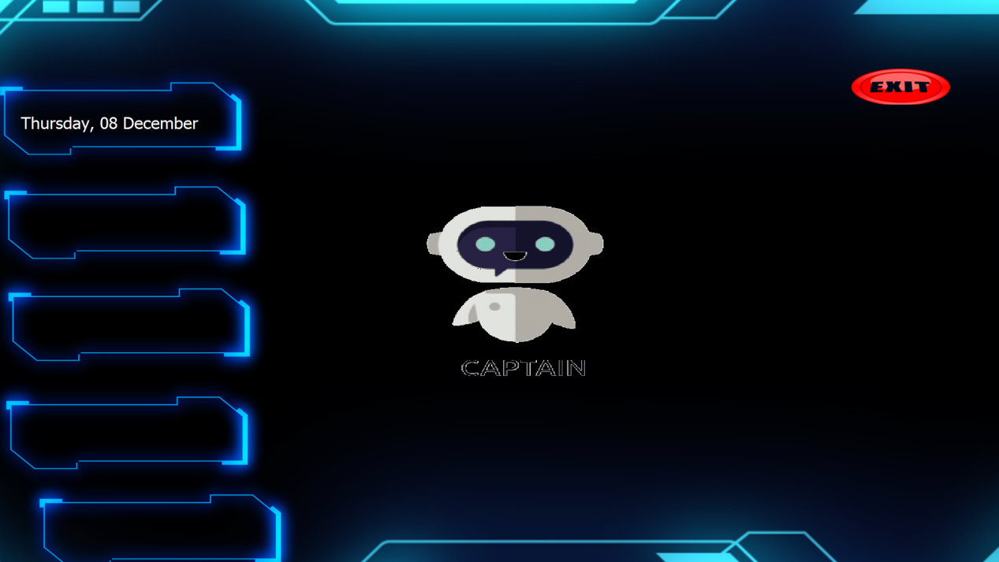 EXIT
Thursday, 08 December
CAPTAIN